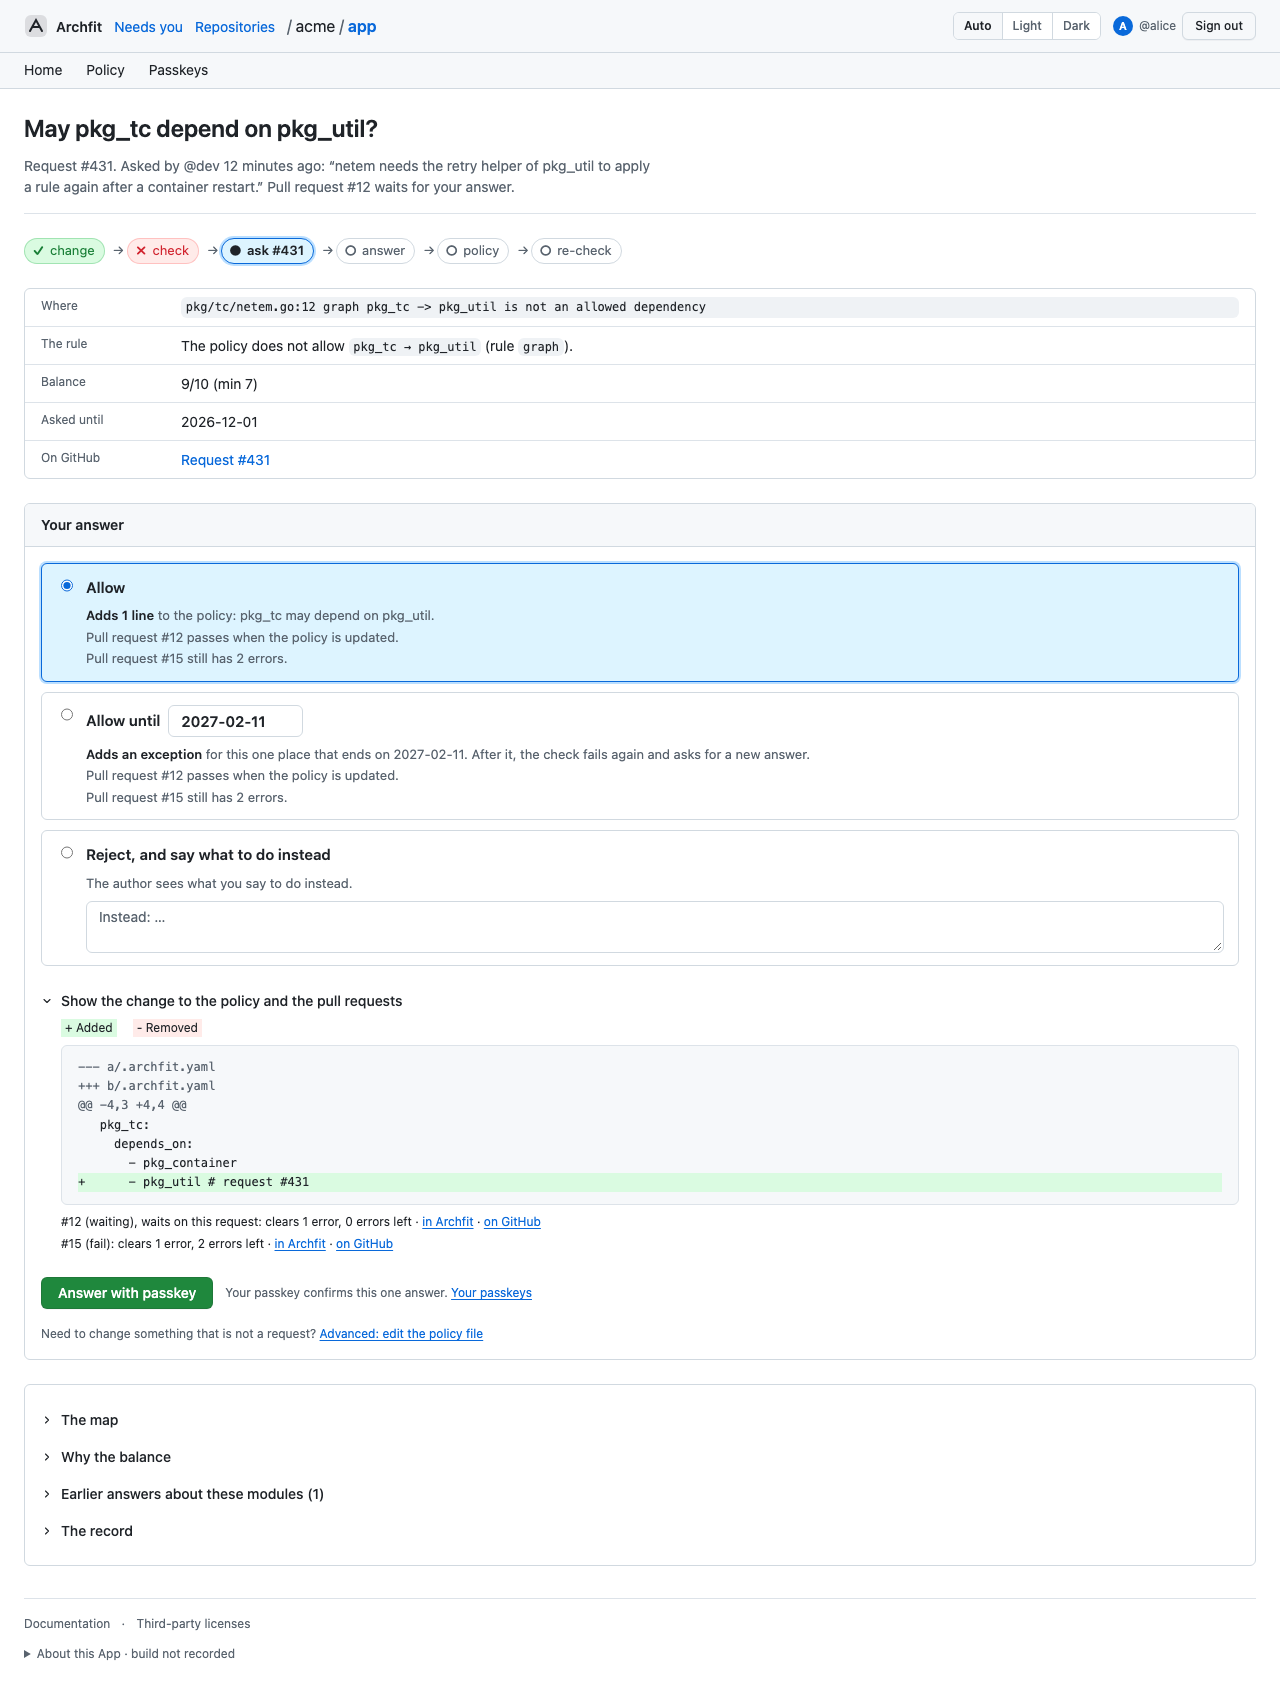 Archfit Needs you Repositories / acme / app Auto Light Dark A @alice Sign out
Home Policy Passkeys
May pkg_tc depend on pkg_util?
Request #431. Asked by @dev 12 minutes ago: “netem needs the retry helper of pkg_util to apply
a rule again after a container restart.” Pull request #12 waits for your answer.
change → check → ask #431 → answer → policy → re-check
Where pkg/tc/netem.go:12 graph pkg_tc -> pkg_util is not an allowed dependency
The rule The policy does not allow pkg_tc → pkg_util (rule graph ).
Balance 9/10 (min 7)
Asked until 2026-12-01
On GitHub Request #431
Your answer
Allow
Adds 1 line to the policy: pkg_tc may depend on pkg_util.
Pull request #12 passes when the policy is updated.
Pull request #15 still has 2 errors.
Allow until 2027-02-11
Adds an exception for this one place that ends on 2027-02-11. After it, the check fails again and asks for a new answer.
Pull request #12 passes when the policy is updated.
Pull request #15 still has 2 errors.
Reject, and say what to do instead
The author sees what you say to do instead.
Instead: ...
Show the change to the policy and the pull requests
+ Added - Removed
--- a/.archfit.yaml
+++ b/.archfit.yaml
@@ -4,3 +4,4 @@
pkg_tc:
depends_on:
- pkg_container
+ - pkg_util # request #431
#12 (waiting), waits on this request: clears 1 error, 0 errors left · in Archfit · on GitHub
#15 (fail): clears 1 error, 2 errors left · in Archfit · on GitHub
Answer with passkey Your passkey confirms this one answer. Your passkeys
Need to change something that is not a request? Advanced: edit the policy file
The map
Why the balance
Earlier answers about these modules (1)
The record
Documentation · Third-party licenses
About this App · build not recorded